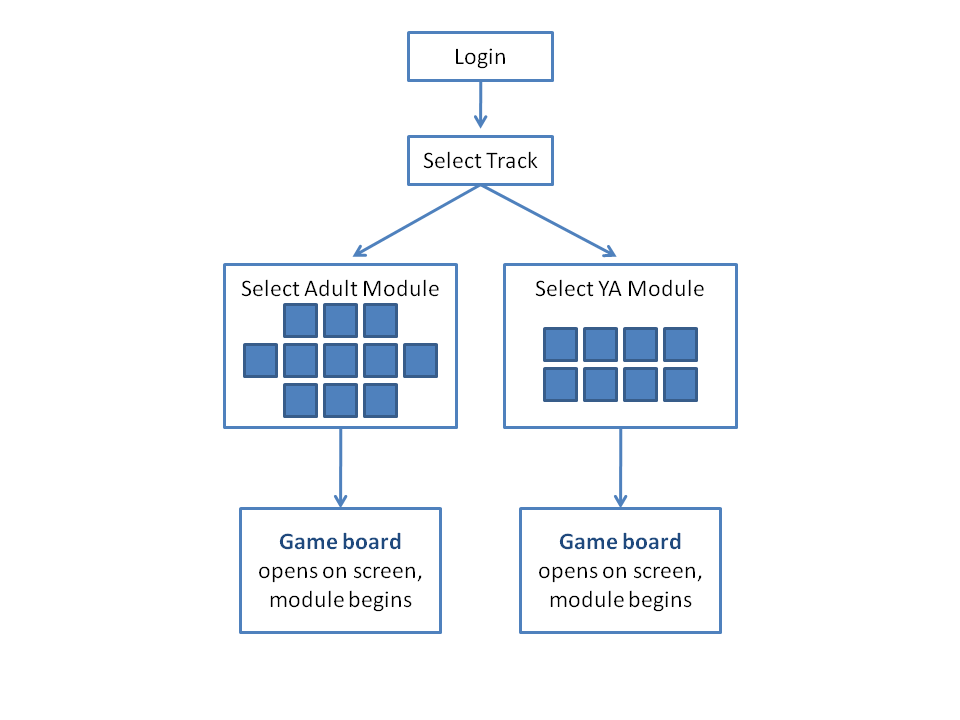 Login
Select Track
Select Adult Module
Select YA Module
Game board
opens on screen,
module begins
Game board
opens on screen,
module begins